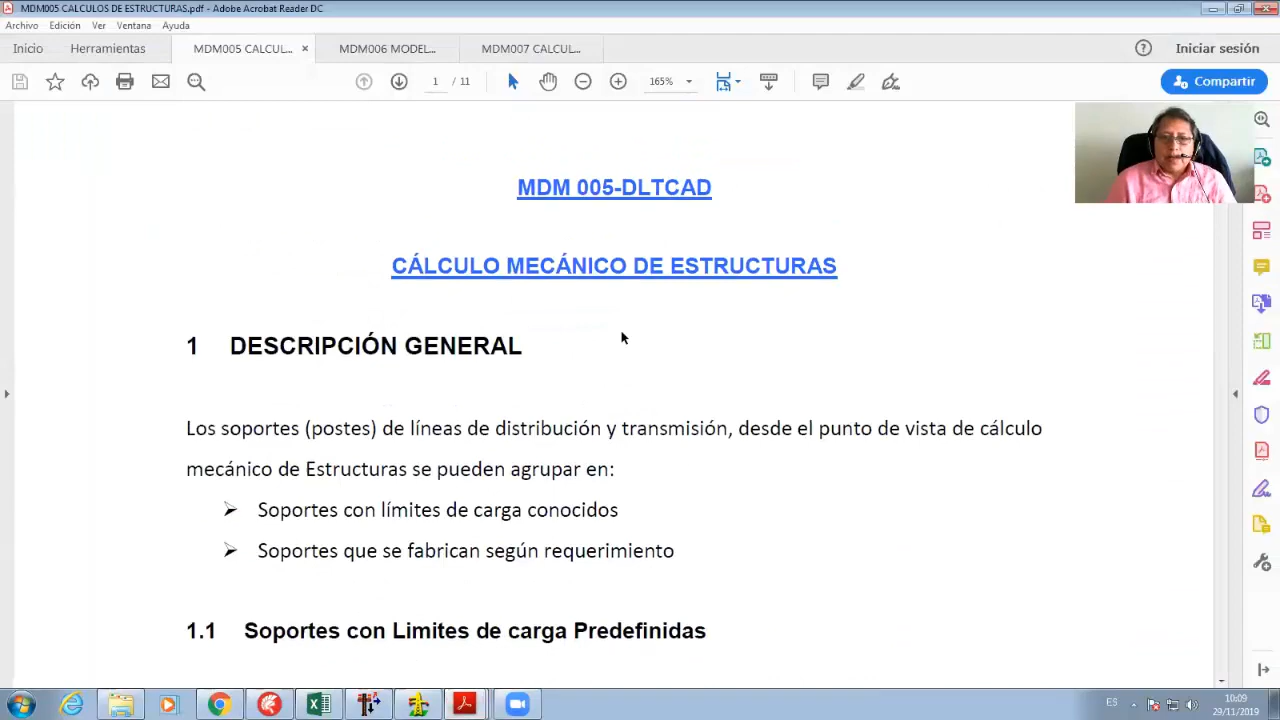 MDM005 CALCULOS DE ESTRUCTURAS.pdf - Adobe Acrobat Reader DC
Archivo Edición Ver Ventana Ayuda
Inicio Herramientas MDM005 CALCUL... × MDM006 MODEL... MDM007 CALCUL... Iniciar sesión
1 / 11 165% Compartir
MDM 005-DLTCAD
CÁLCULO MECÁNICO DE ESTRUCTURAS
1 DESCRIPCIÓN GENERAL
Los soportes (postes) de líneas de distribución y transmisión, desde el punto de vista de cálculo
mecánico de Estructuras se pueden agrupar en:
Soportes con límites de carga conocidos
Soportes que se fabrican según requerimiento
1.1 Soportes con Limites de carga Predefinidas
ES 10:09
29/11/2019